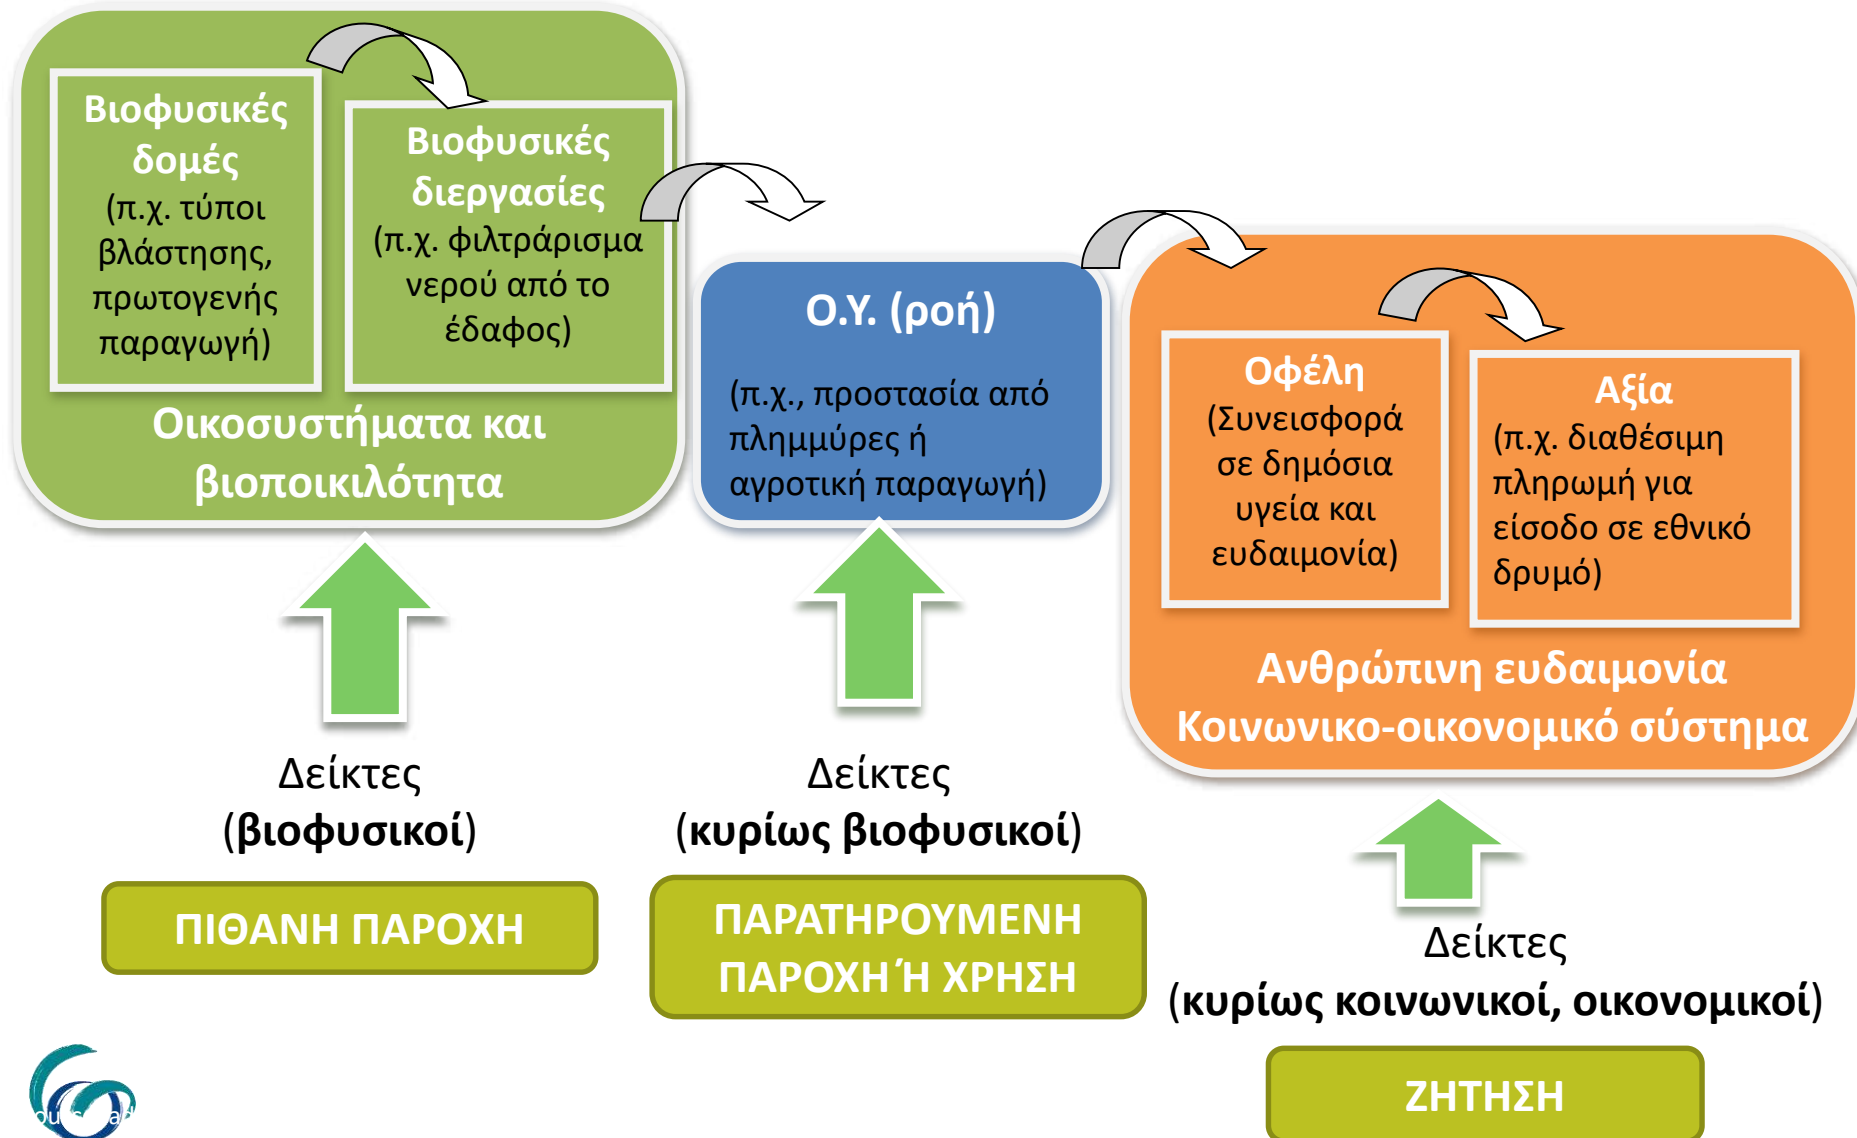 Βιοφυσικές
δομές
(π.χ. τύποι
βλάστησης,
πρωτογενής
παραγωγή)
Βιοφυσικές
διεργασίες
(π.χ. φιλτράρισμα
νερού από το
έδαφος)
Οικοσυστήματα και
βιοποικιλότητα
Ο.Υ. (ροή)
(π.χ., προστασία από
πλημμύρες ή
αγροτική παραγωγή)
Οφέλη
(Συνεισφορά
σε δημόσια
υγεία και
ευδαιμονία)
Αξία
(π.χ. διαθέσιμη
πληρωμή για
είσοδο σε εθνικό
δρυμό)
Ανθρώπινη ευδαιμονία
Κοινωνικο-οικονομικό σύστημα
Δείκτες
(βιοφυσικοί)
ΠΙΘΑΝΗ ΠΑΡΟΧΗ
Δείκτες
(κυρίως βιοφυσικοί)
ΠΑΡΑΤΗΡΟΥΜΕΝΗ
ΠΑΡΟΧΗ Ή ΧΡΗΣΗ
Δείκτες
(κυρίως κοινωνικοί, οικονομικοί)
ΖΗΤΗΣΗ